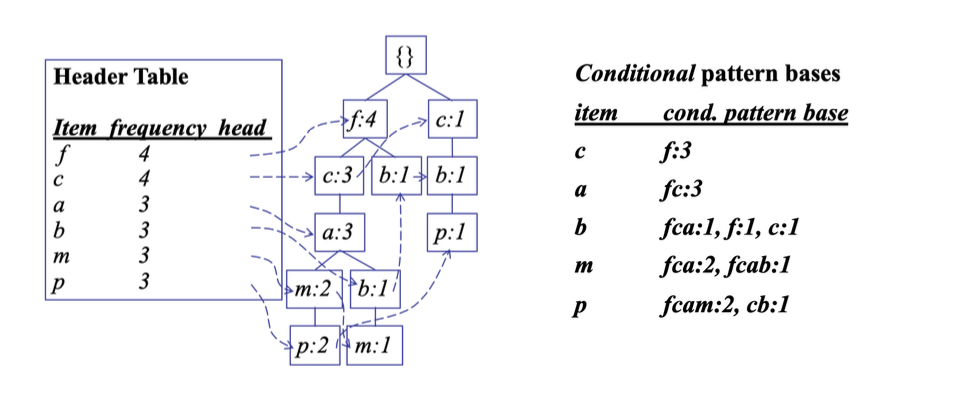 Header Table
Item frequency head
f 4
c 4
a 3
b 3
m 3
p 3
{}
f:4 c:1
c:3 b:1 b:1
a:3 p:1
m:2 b:1
p:2 m:1
Conditional pattern bases
item cond. pattern base
c f:3
a fc:3
b fca:1, f:1, c:1
m fca:2, fcab:1
p fcam:2, cb:1